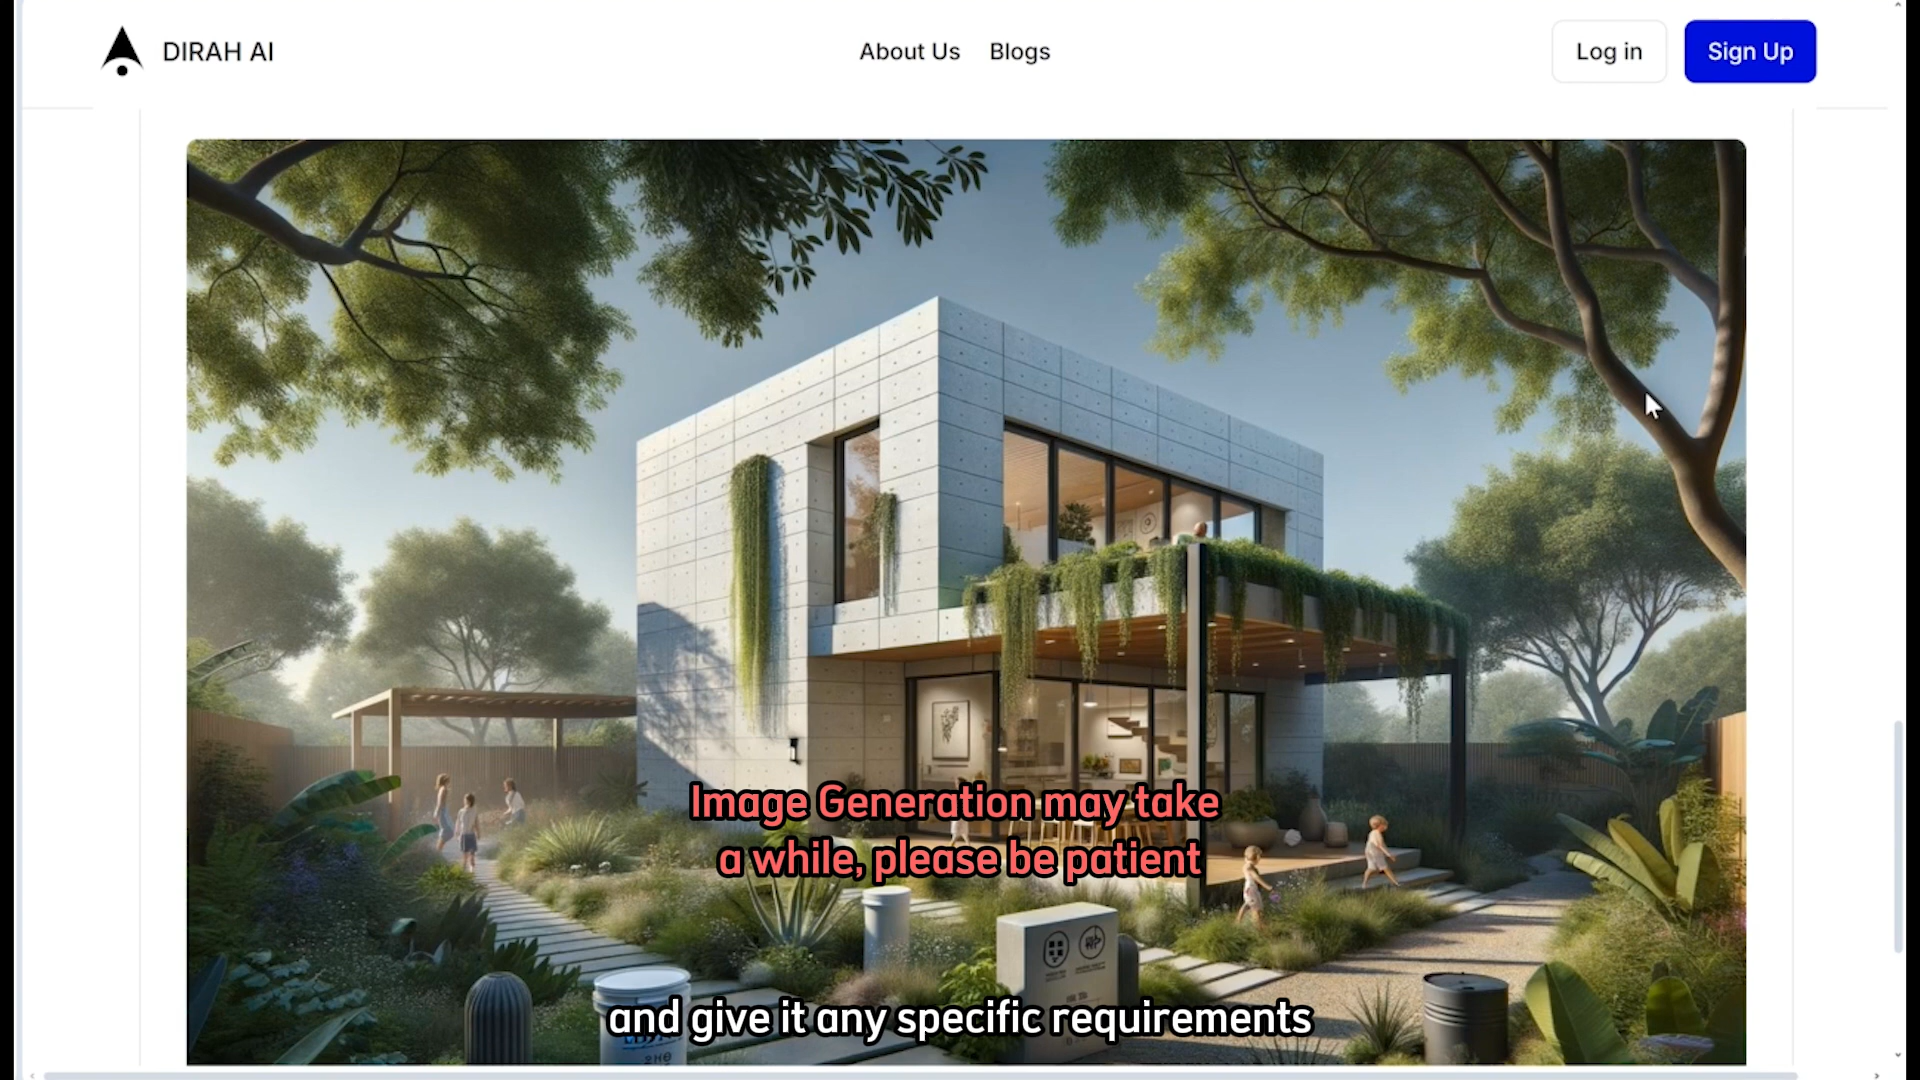 DIRAH AI
About Us
Blogs
Log in
Sign Up
Image Generation may take
a while, please be patient
and give it any specific requirements